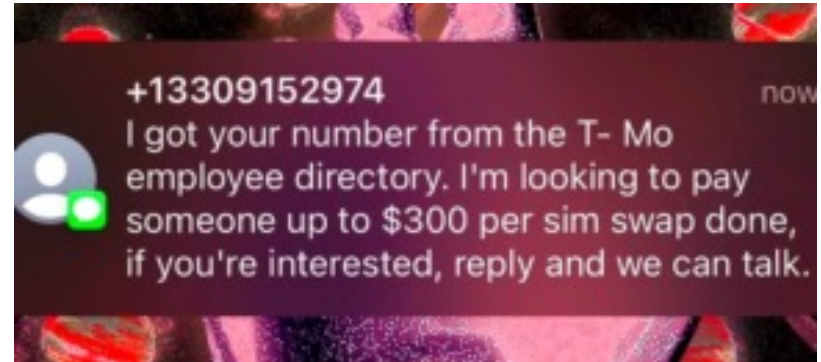 +13309152974
now
I got your number from the T- Mo
employee directory. I'm looking to pay
someone up to $300 per sim swap done,
if you're interested, reply and we can talk.